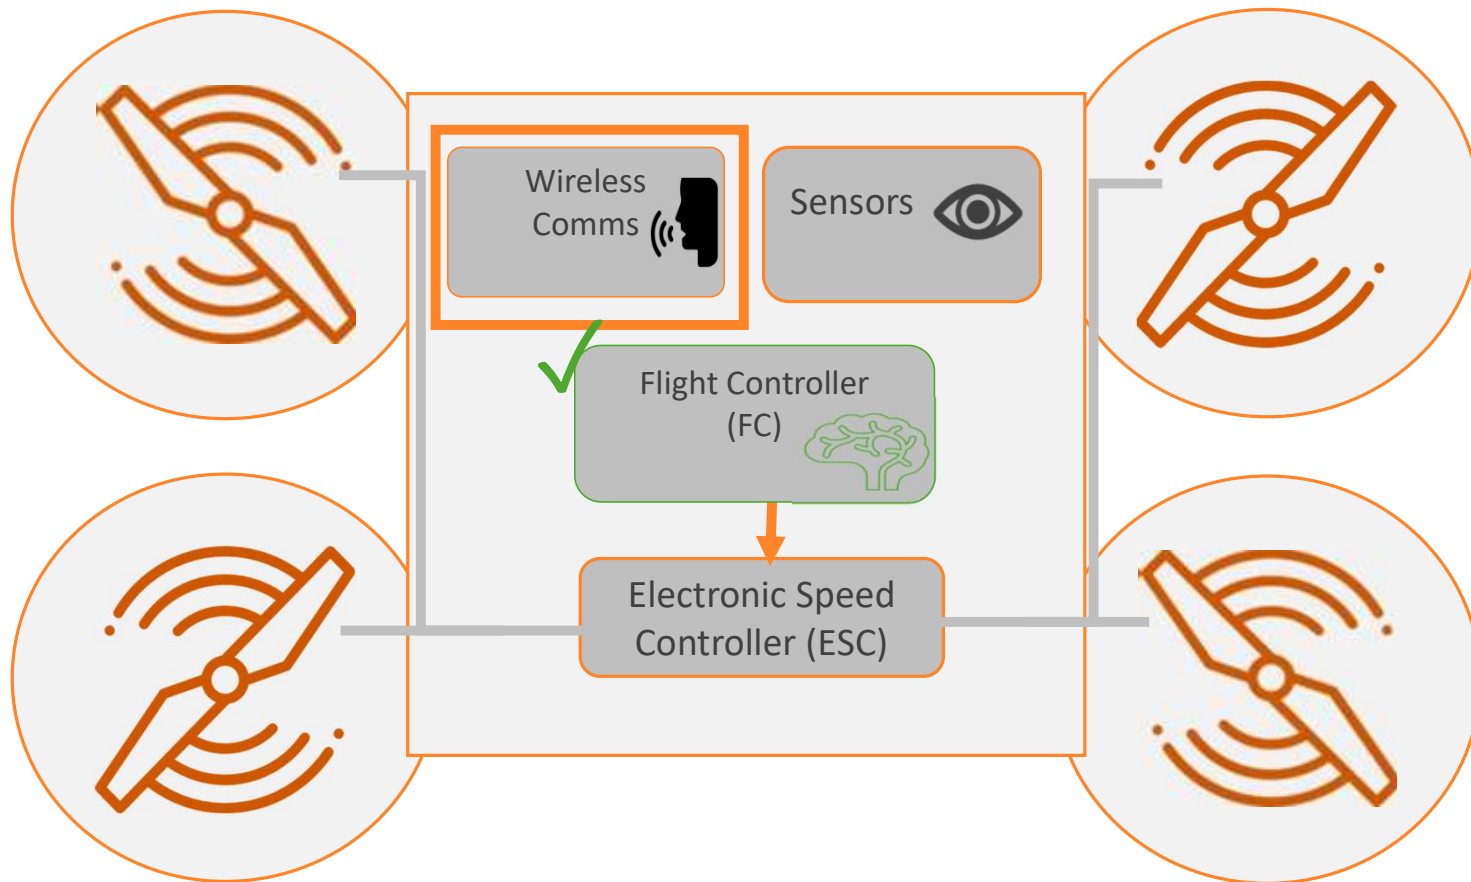 Wireless
Comms
Sensors
Flight Controller
(FC)
Electronic Speed
Controller (ESC)